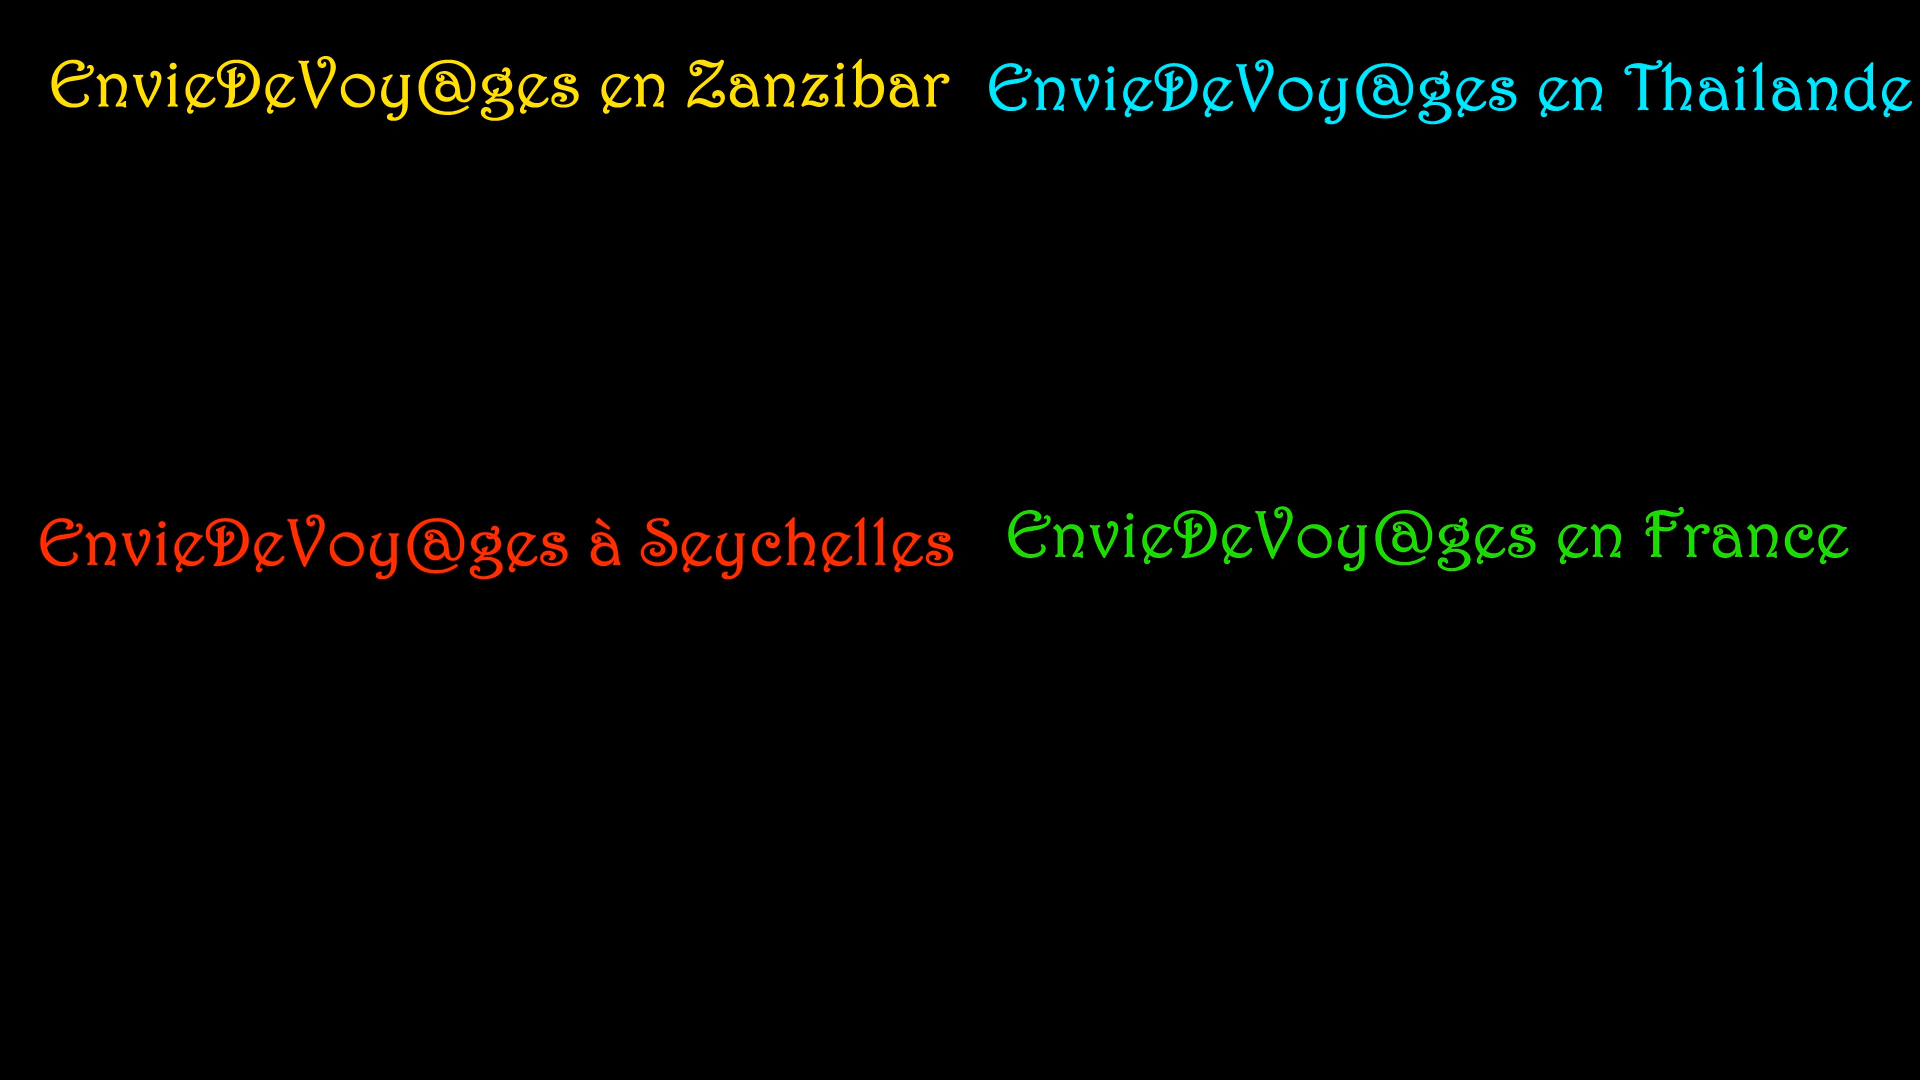 EnvieDeVoy@ges en Zanzibar
EnvieDeVoy@ges en Thailande
EnvieDeVoy@ges à Seychelles
EnvieDeVoy@ges en France